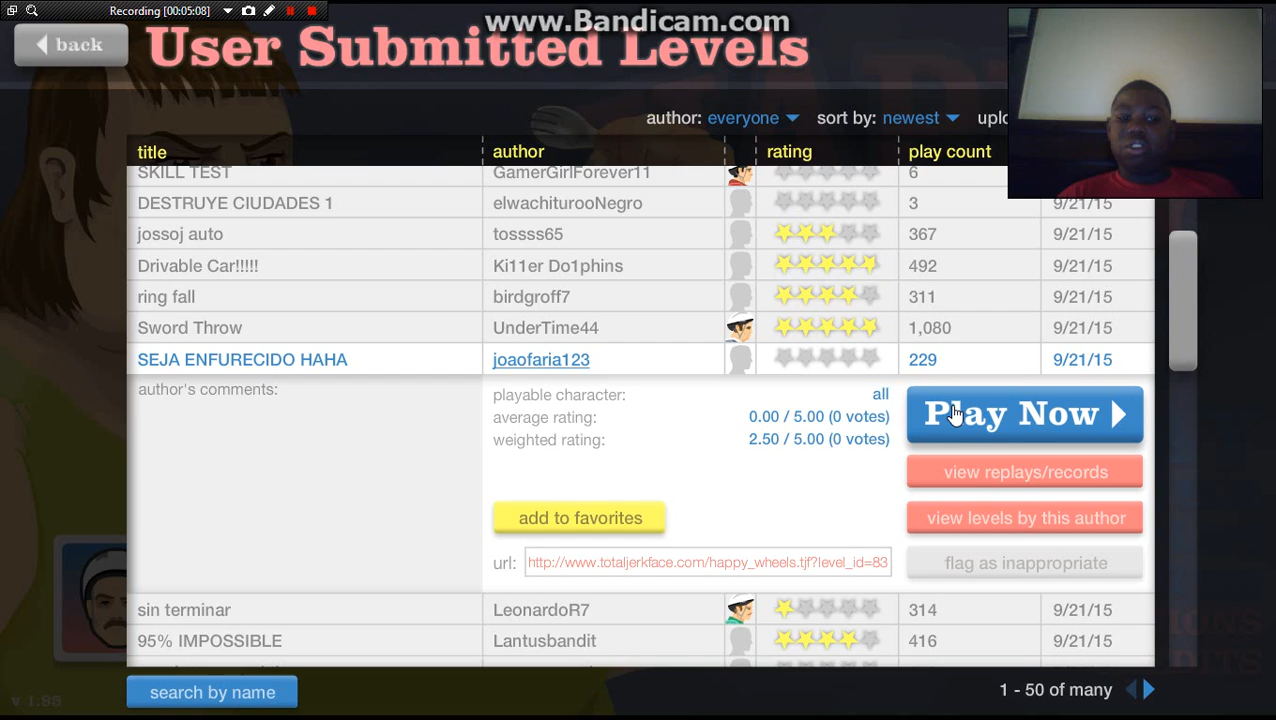 Recording [00:05:08]
www.Bandicam.com
back
User Submitted Levels
author: everyone sort by: newest
title author rating play count
SKILL TEST GamerGirlForever11 6
DESTRUYE CIUDADES 1 elwachiturooNegro 3 9/21/15
jossoj auto tossss65 367 9/21/15
Drivable Car!!!!! Ki11er Do1phins 492 9/21/15
ring fall birdgroff7 311 9/21/15
Sword Throw UnderTime44 1,080 9/21/15
SEJA ENFURECIDO HAHA joaofaria123 229 9/21/15
author's comments:
playable character: all
average rating: 0.00 / 5.00 (0 votes)
weighted rating: 2.50 / 5.00 (0 votes)
Play Now
view replays/records
add to favorites
view levels by this author
url: http://www.totaljerkface.com/happy_wheels.tjf?level_id=83
flag as inappropriate
sin terminar LeonardoR7 314 9/21/15
95% IMPOSSIBLE Lantusbandit 416 9/21/15
search by name
1 - 50 of many
v 1.95